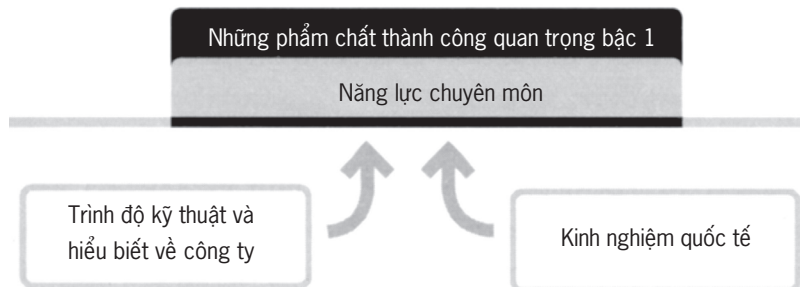 Những phẩm chất thành công quan trọng bậc 1
Năng lực chuyên môn
Trình độ kỹ thuật và
hiểu biết về công ty
Kinh nghiệm quốc tế